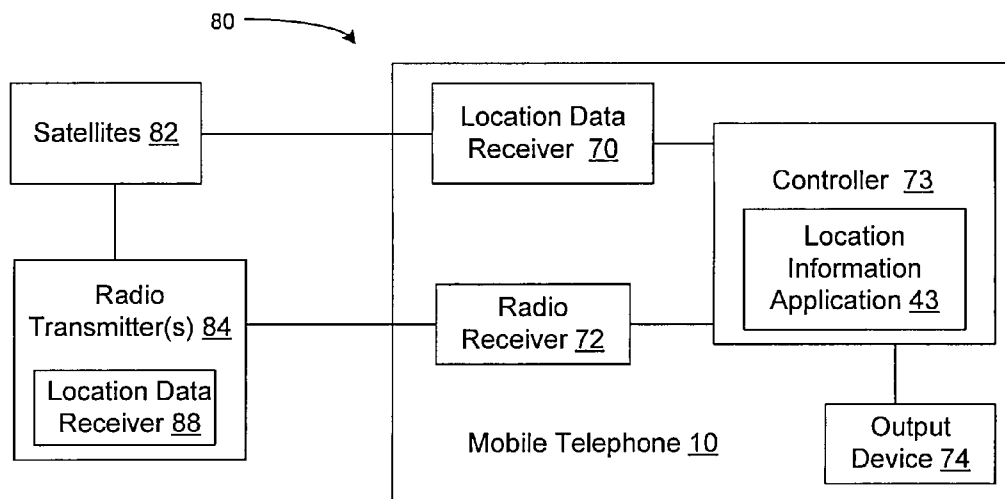 80
Satellites 82
Location Data
Receiver 70
Controller 73
Location
Information
Application 43
Radio
Transmitter(s) 84
Location Data
Receiver 88
Radio
Receiver 72
Mobile Telephone 10
Output
Device 74